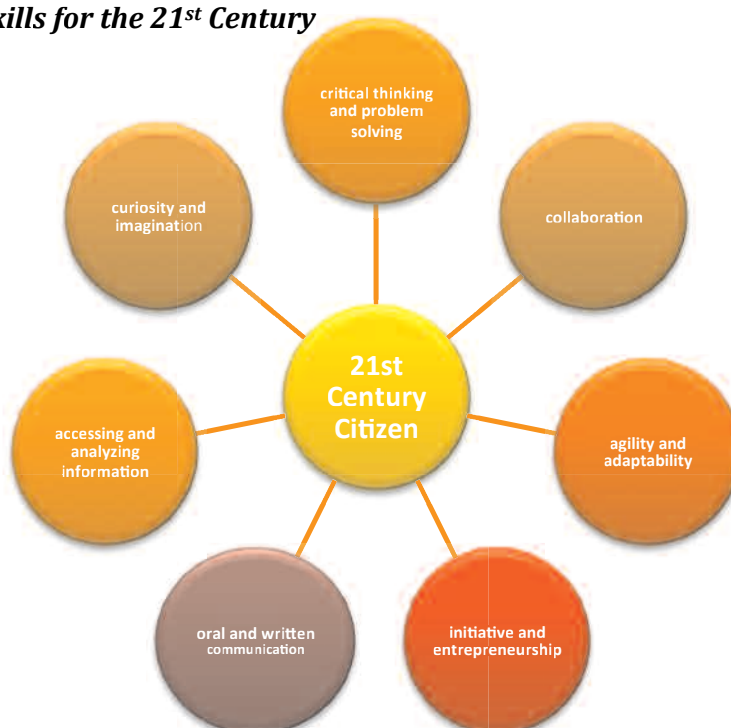 kills for the 21st Century
critical thinking
and problem
solving
curiosity and
imagination
collaboration
21st
Century
Citizen
accessing and
analyzing
information
agility and
adaptability
oral and written
communication
initiative and
entrepreneurship